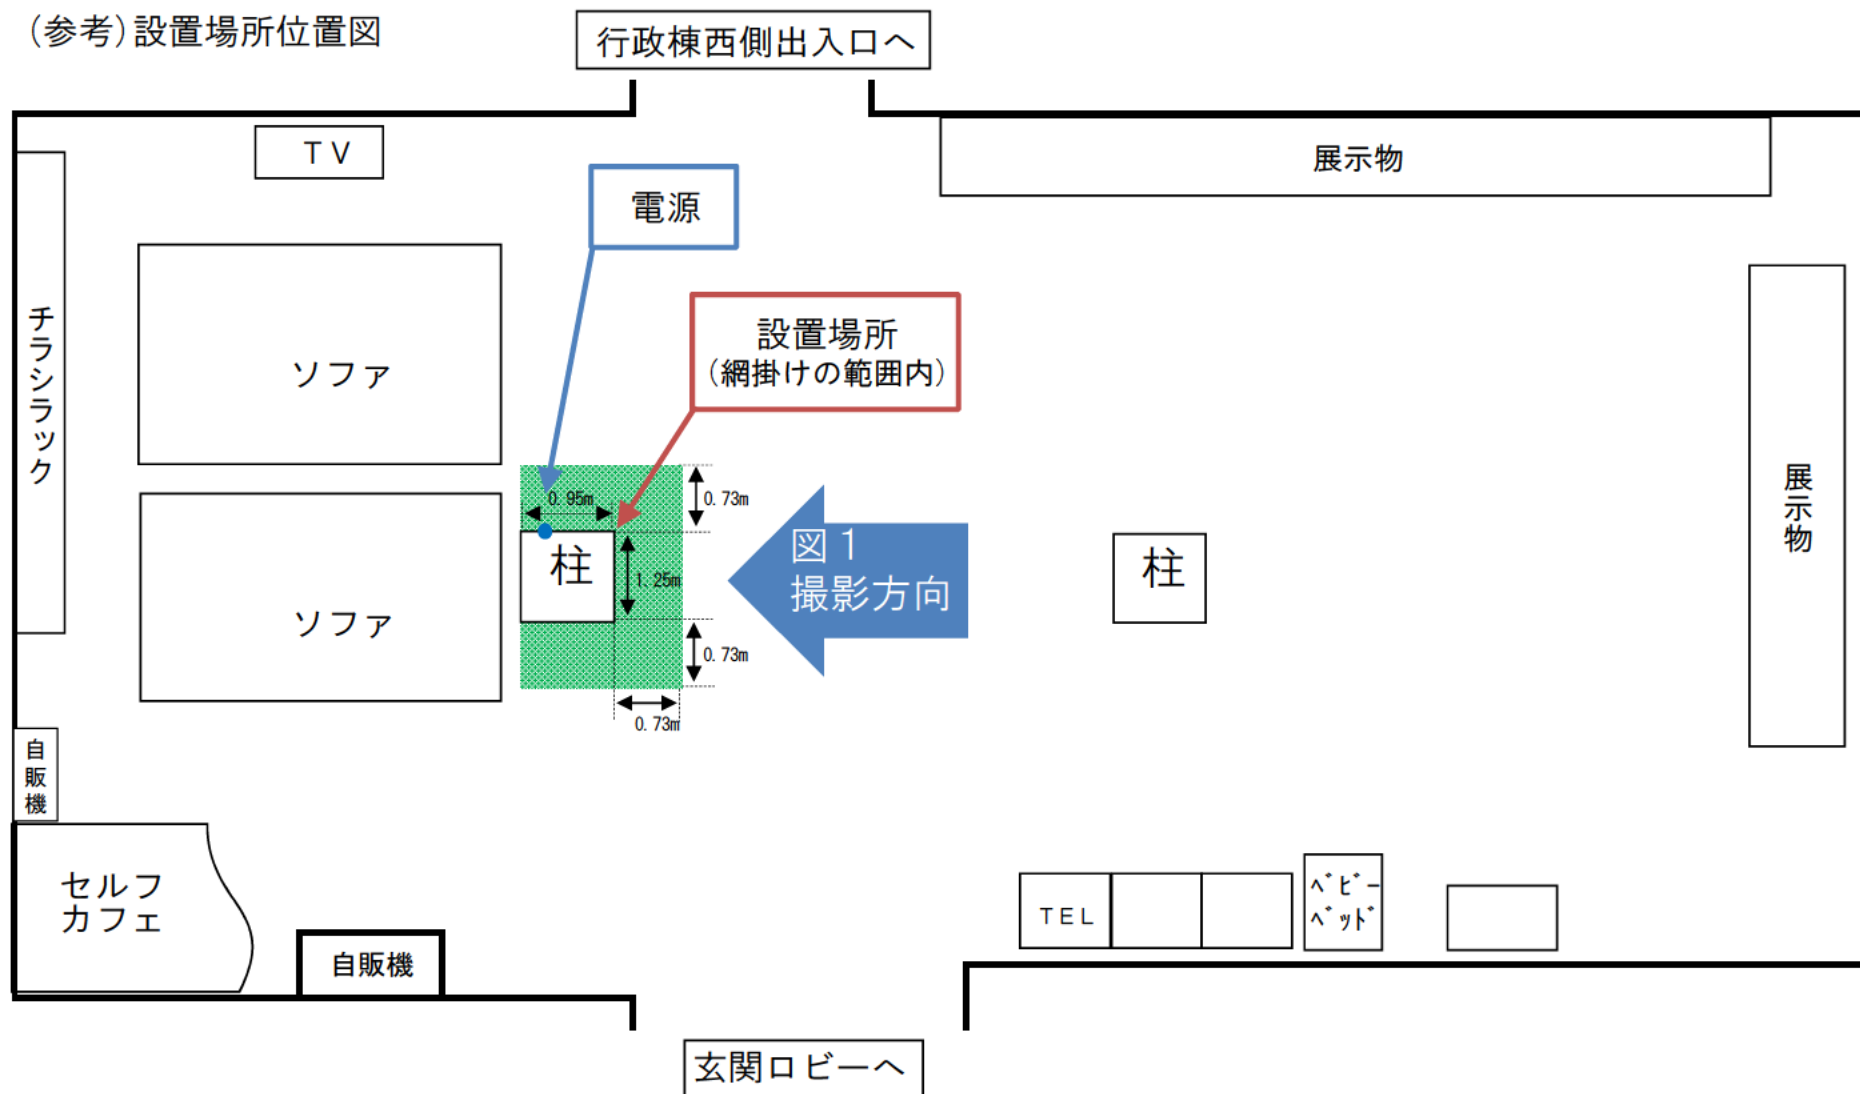 （参考）設置場所位置図
行政棟西側出入口へ
ＴＶ
展示物
電源
チラシラック
ソファ
設置場所
（網掛けの範囲内）
0.95m
0.73m
柱
1.25m
図１
撮影方向
柱
展示物
ソファ
0.73m
0.73m
自販機
セルフ
カフェ
自販機
ＴＥＬ
ﾍﾞﾋﾞｰ
ﾍﾞｯﾄﾞ
玄関ロビーへ